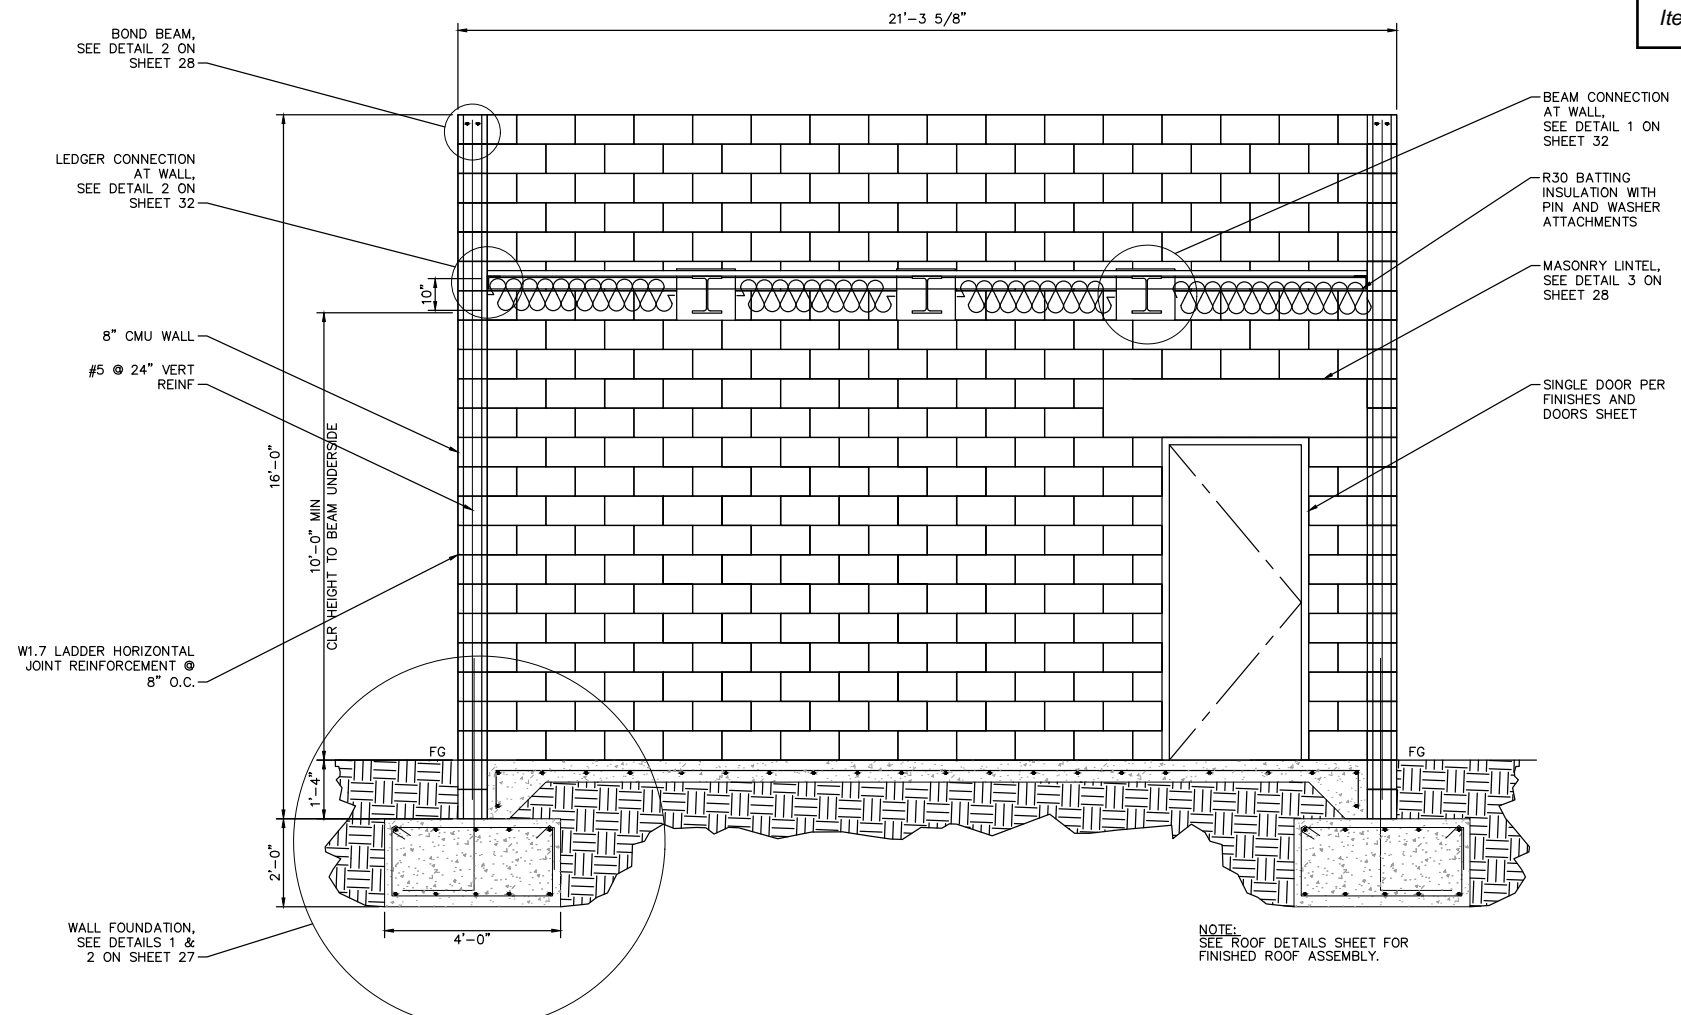 21'-3 5/8"
Ite
BOND BEAM,
SEE DETAIL 2 ON
SHEET 28
BEAM CONNECTION
AT WALL,
SEE DETAIL 1 ON
SHEET 32
LEDGER CONNECTION
AT WALL,
SEE DETAIL 2 ON
SHEET 32
R30 BATTING
INSULATION WITH
PIN AND WASHER
ATTACHMENTS
MASONRY LINTEL,
SEE DETAIL 3 ON
SHEET 28
10"
8" CMU WALL
#5 @ 24" VERT
REINF
SINGLE DOOR PER
FINISHES AND
DOORS SHEET
16'-0"
10'-0" MIN
CLR HEIGHT TO BEAM UNDERSIDE
W1.7 LADDER HORIZONTAL
JOINT REINFORCEMENT @
8" O.C.
FG
FG
1'-4"
2'-0"
4'-0"
WALL FOUNDATION,
SEE DETAILS 1 &
2 ON SHEET 27
NOTE:
SEE ROOF DETAILS SHEET FOR
FINISHED ROOF ASSEMBLY.